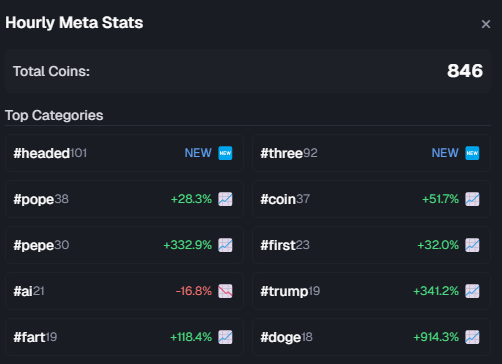 Hourly Meta Stats ×
Total Coins: 846
Top Categories
#headed101 NEW NEW
#three92 NEW NEW
#pope38 +28.3%
#coin37 +51.7%
#pepe30 +332.9%
#first23 +32.0%
#ai21 -16.8%
#trump19 +341.2%
#fart19 +118.4%
#doge18 +914.3%